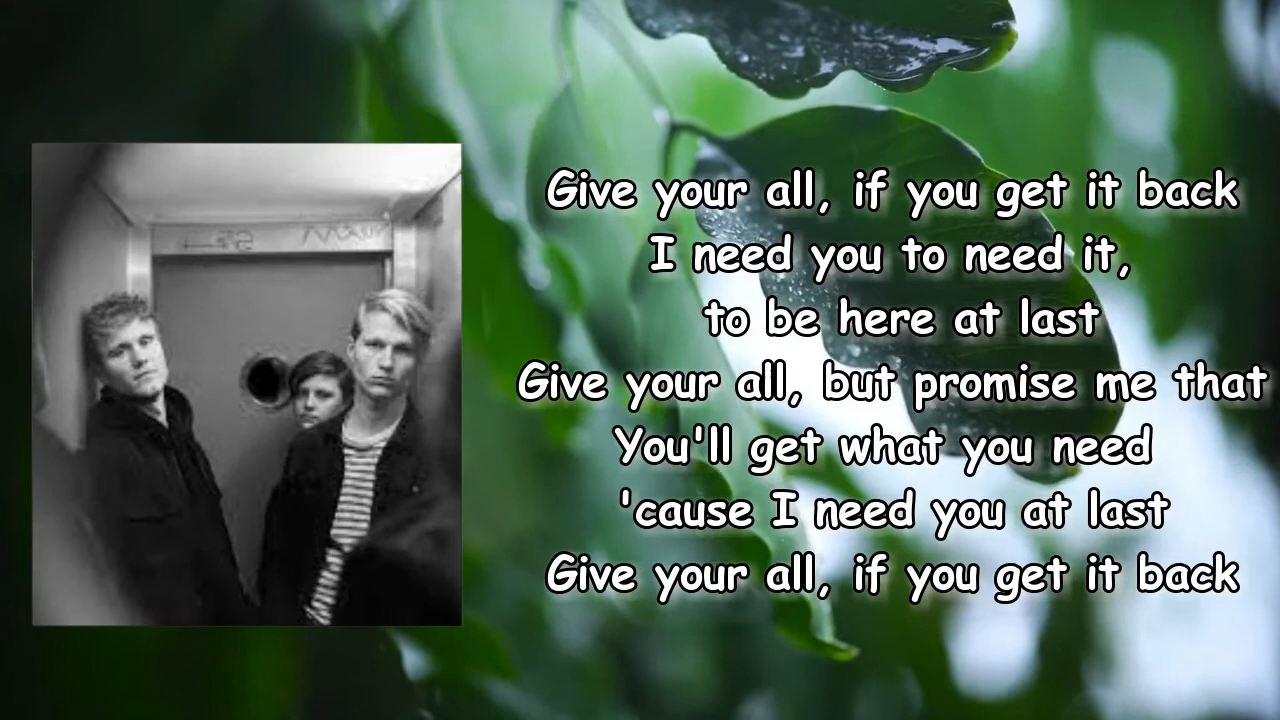 Give your all, if you get it back
I need you to need it,
to be here at last
Give your all, but promise me that
You'll get what you need
'cause I need you at last
Give your all, if you get it back